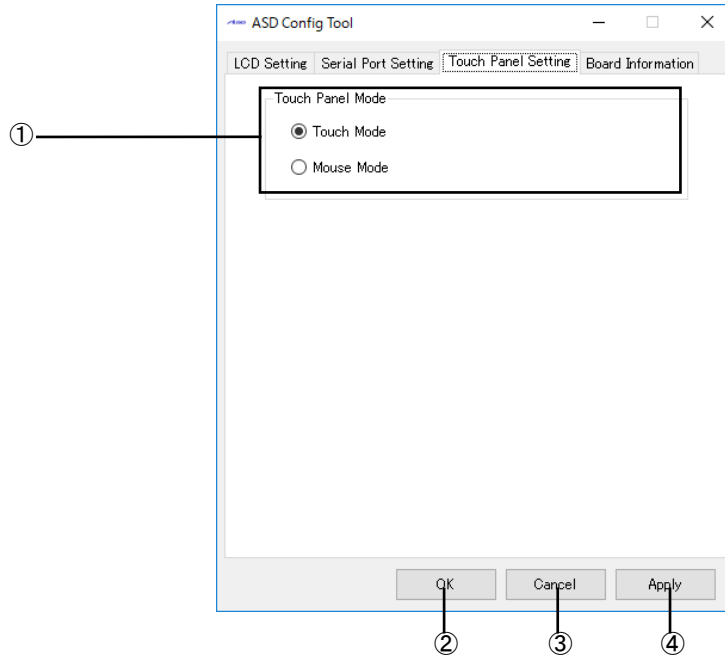 ASD ASD Config Tool
LCD Setting Serial Port Setting Touch Panel Setting Board Information
Touch Panel Mode
①
Touch Mode
Mouse Mode
OK Cancel Apply
② ③ ④